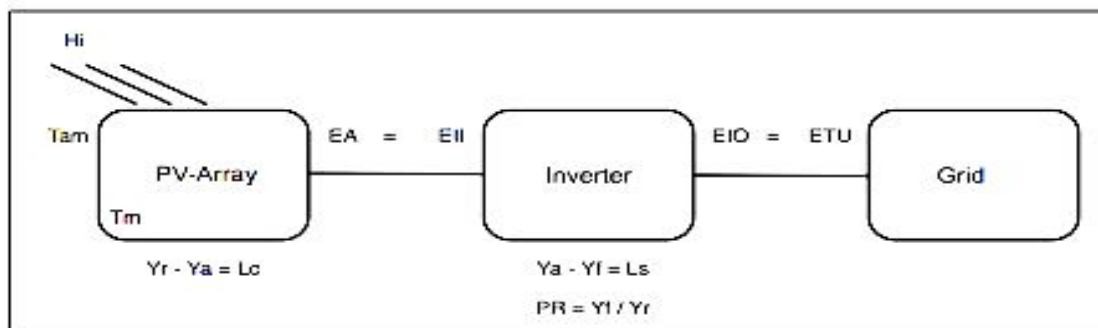 Hi
Tam EA = EII EIO = ETU
PV-Array Inverter Grid
Tm
Yr - Ya = Lc Ya - Yf = Ls
PR = Yf / Yr